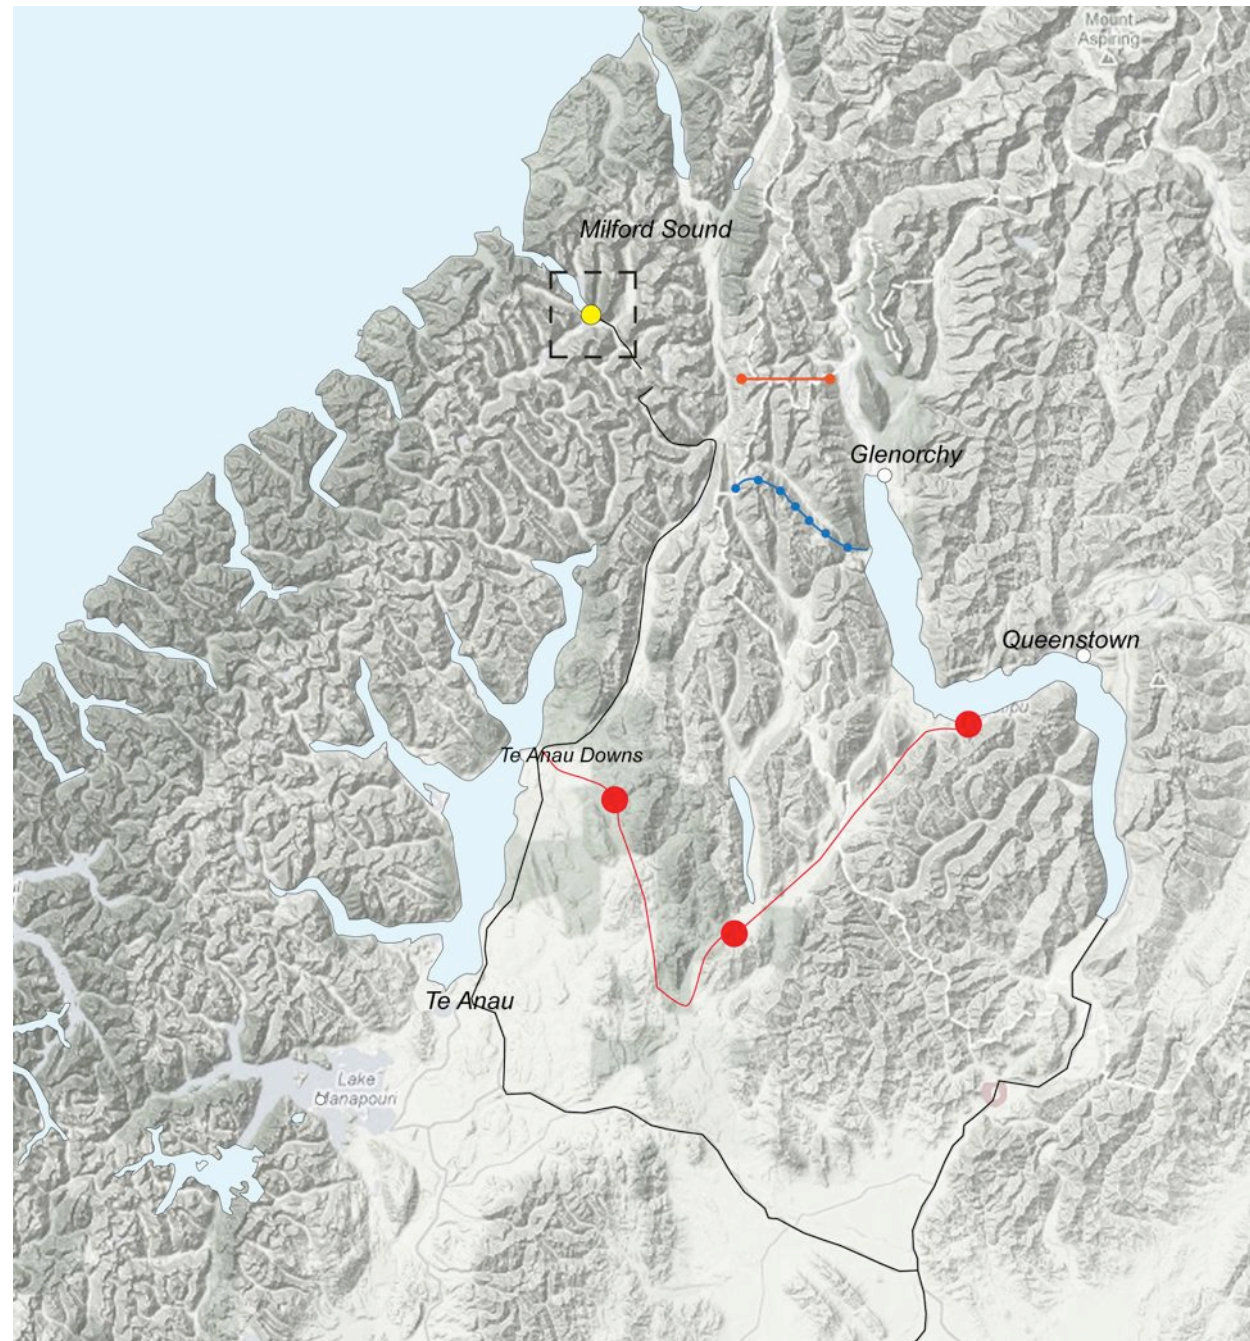 Mount
Aspiring
Milford Sound
Glenorchy
Queenstown
Te Anau Downs
Te Anau
Lake
Manapouri